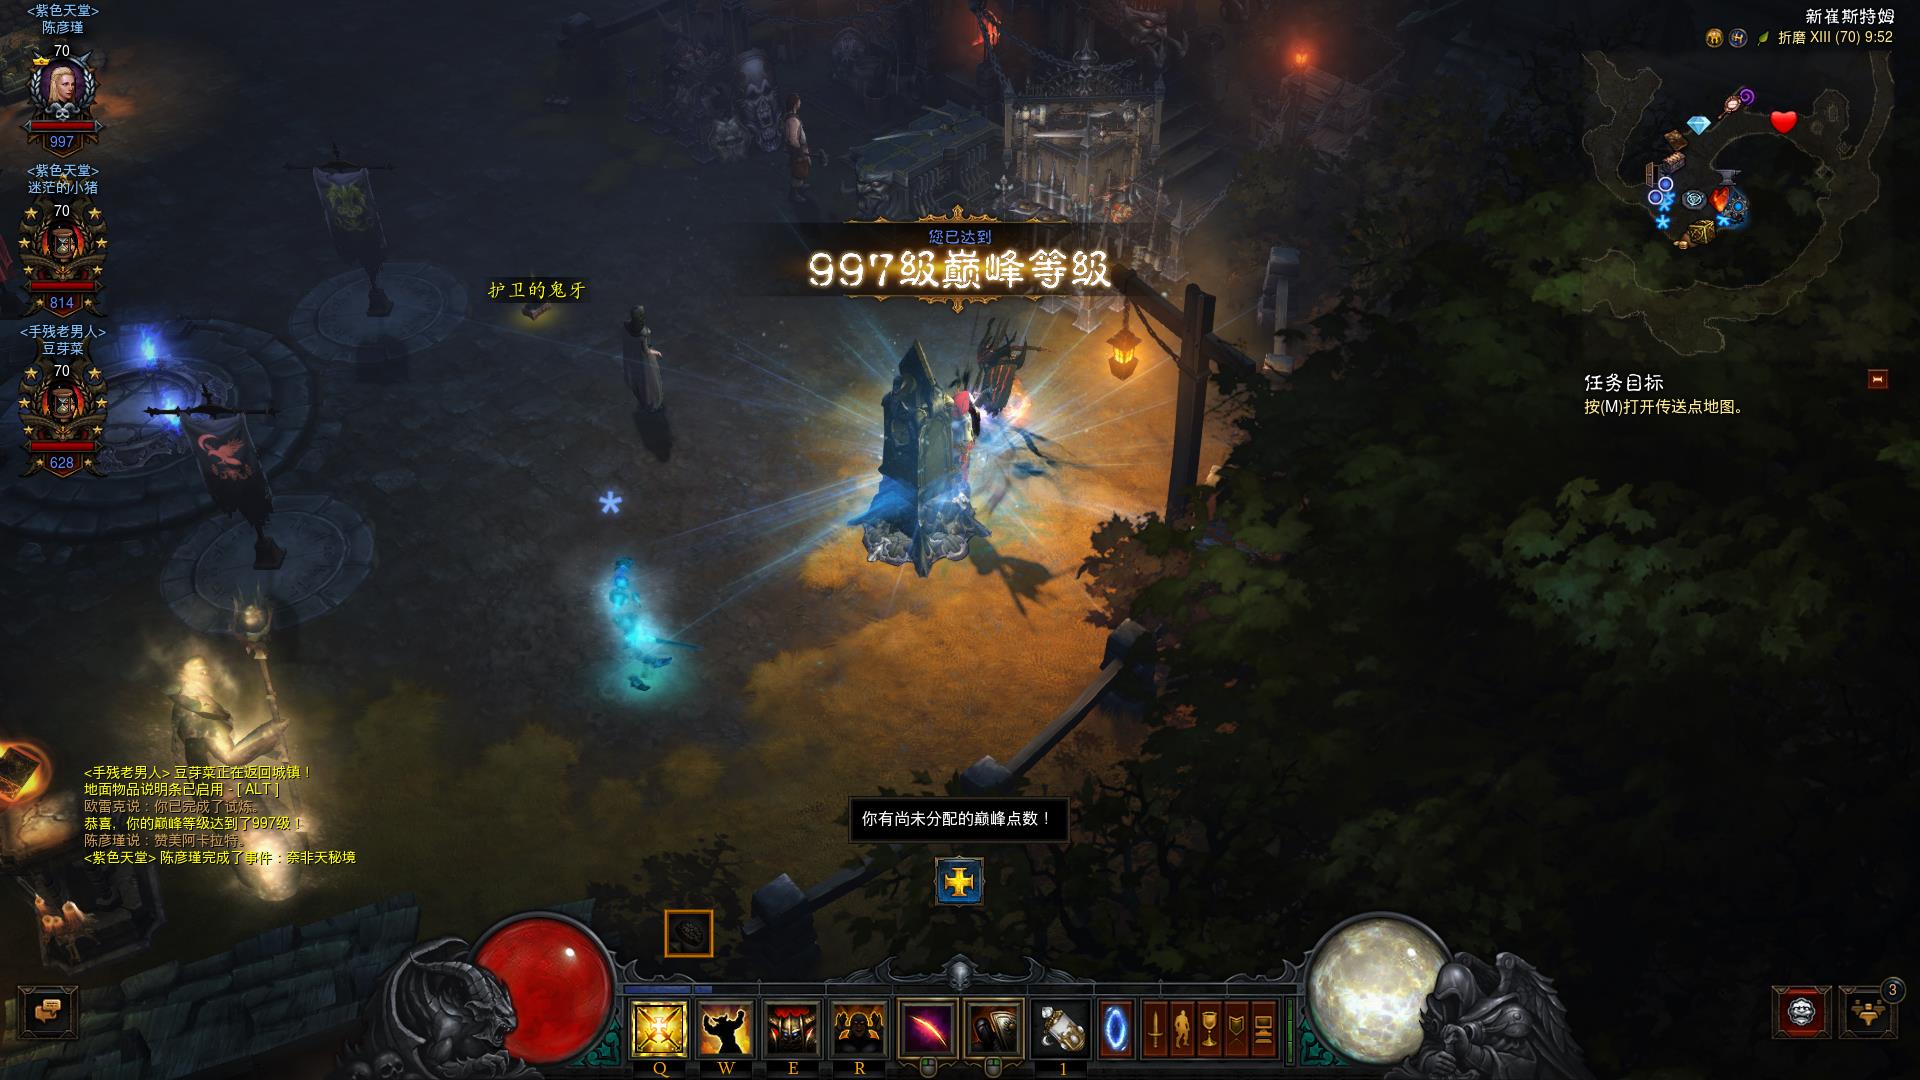 <紫色天堂>
陈彦瑾
70
997
<紫色天堂>
迷茫的小猪
70
814
<手残老男人>
豆芽菜
70
628
新崔斯特姆
折磨 XIII (70) 9:52
您已达到
997级巅峰等级
护卫的鬼牙
任务目标
按(M)打开传送点地图。
<手残老男人> 豆芽菜正在返回城镇！
地面物品说明条已启用 - [ ALT ]
欧雷克说：你已完成了试炼。
恭喜，你的巅峰等级达到了997级！
陈彦瑾说：赞美阿卡拉特。
<紫色天堂> 陈彦瑾完成了事件：奈非天秘境
你有尚未分配的巅峰点数！
Q
W
E
R
1
3